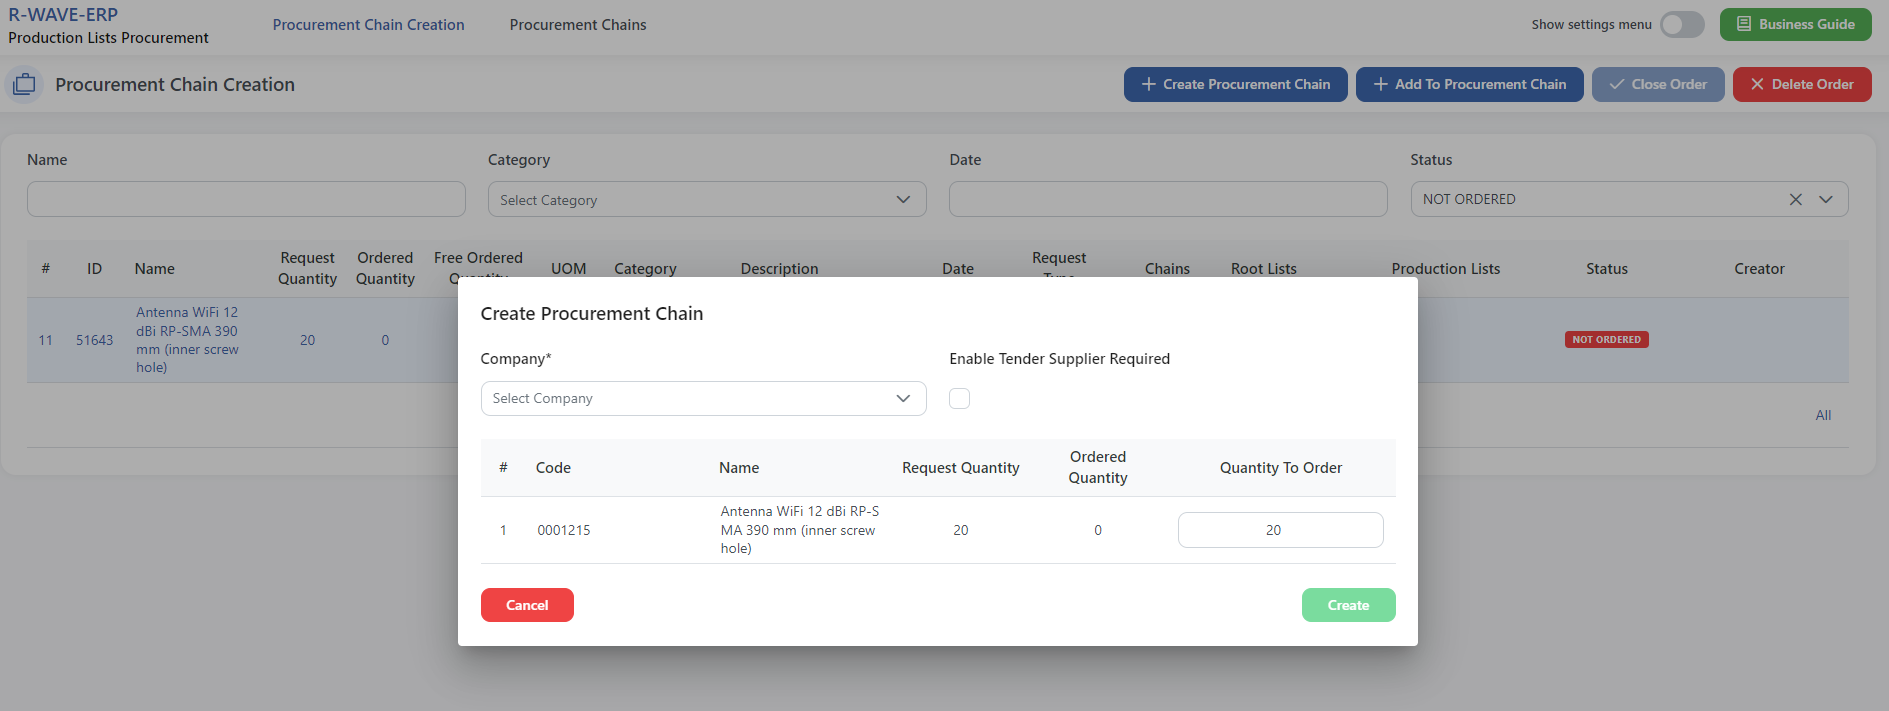 R-WAVE-ERP
Production Lists Procurement
Procurement Chain Creation
Procurement Chains
Show settings menu
Business Guide
Procurement Chain Creation
Create Procurement Chain
Add To Procurement Chain
Close Order
Delete Order
Name
Category
Date
Status
Select Category
NOT ORDERED
#
ID
Name
Request
Quantity
Ordered
Quantity
Free Ordered
Quantity
UOM
Category
Description
Date
Request
Type
Chains
Root Lists
Production Lists
Status
Creator
11
51643
Antenna WiFi 12
dBi RP-SMA 390
mm (inner screw
hole)
20
0
NOT ORDERED
All
Create Procurement Chain
Company*
Enable Tender Supplier Required
Select Company
#
Code
Name
Request Quantity
Ordered
Quantity
Quantity To Order
1
0001215
Antenna WiFi 12 dBi RP-S
MA 390 mm (inner screw
hole)
20
0
20
Cancel
Create